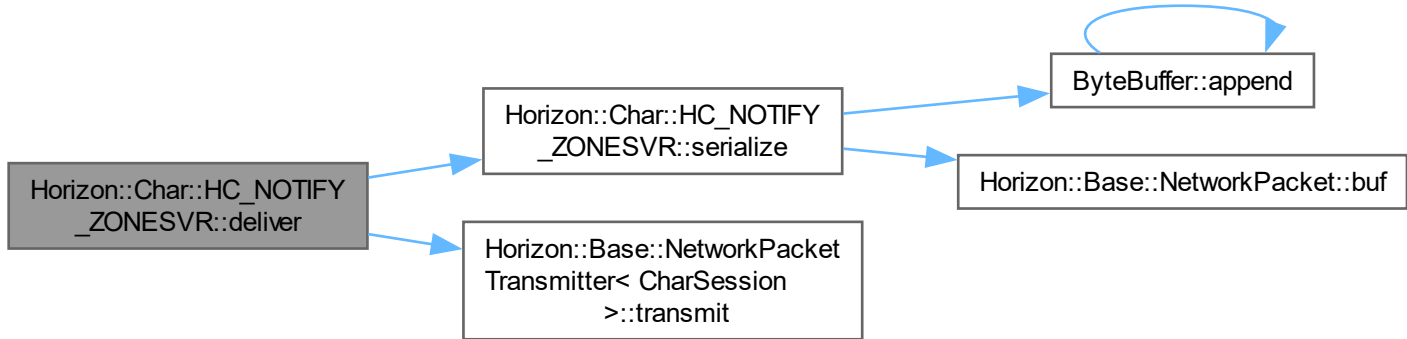 Horizon::Char::HC_NOTIFY
_ZONESVR::deliver
Horizon::Char::HC_NOTIFY
_ZONESVR::serialize
ByteBuffer::append
Horizon::Base::NetworkPacket::buf
Horizon::Base::NetworkPacket
Transmitter< CharSession
>::transmit